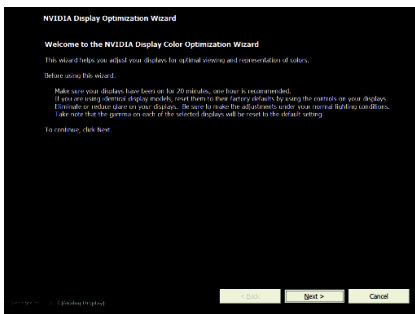 NVIDIA Display Optimization Wizard
Welcome to the NVIDIA Display Color Optimization Wizard
This wizard helps you adjust your displays for optimal viewing and representation of colors.
Before using this wizard:
Make sure your displays have been on for 20 minutes, one hour is recommended.
If you are using identical display models, reset them to their factory defaults by using the controls on your displays.
Eliminate or reduce glare on your displays. Be sure to make the adjustments under your normal lighting conditions.
Take note that the gamma on each of the selected displays will be reset to the default setting.
To continue, click Next.
(Analog Display)
< Back
Next >
Cancel